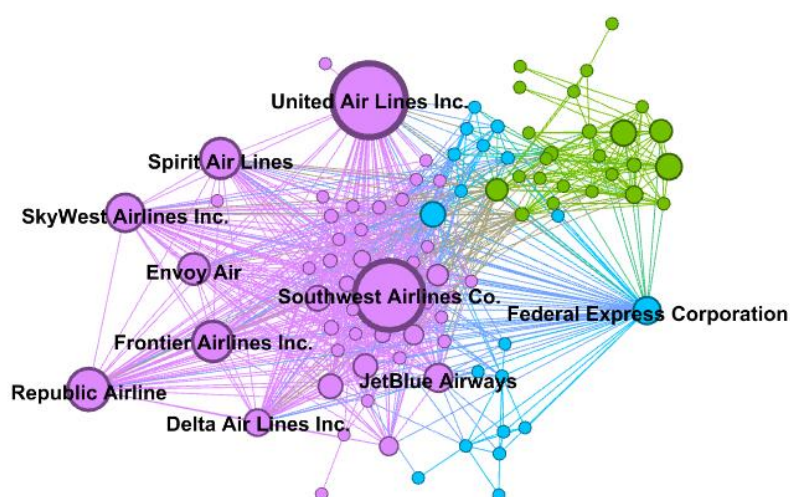 United Air Lines Inc.
Spirit Air Lines
SkyWest Airlines Inc.
Envoy Air
Southwest Airlines Co.
Federal Express Corporation
Frontier Airlines Inc.
JetBlue Airways
Republic Airline
Delta Air Lines Inc.